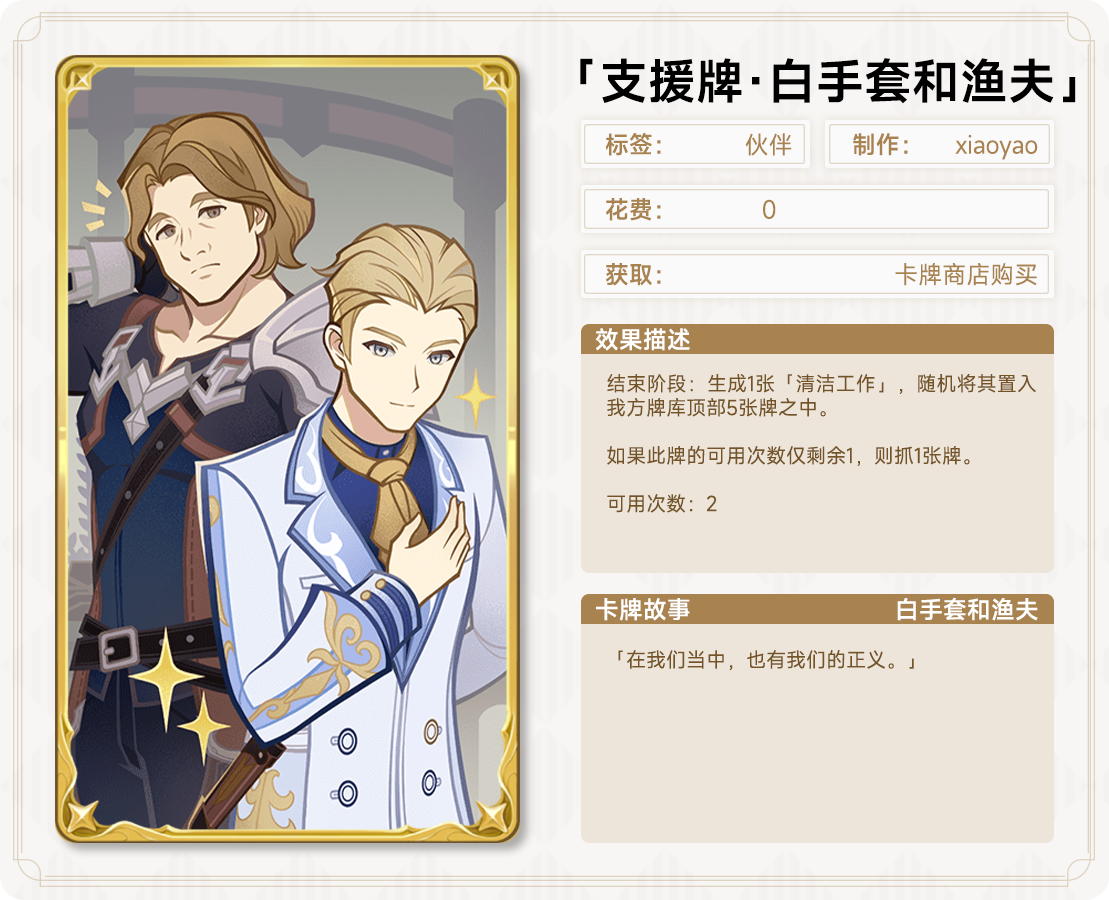 「支援牌·白手套和渔夫」
标签： 伙伴 制作： xiaoyao
花费： 0
获取： 卡牌商店购买
效果描述
结束阶段：生成1张「清洁工作」，随机将其置入
我方牌库顶部5张牌之中。
如果此牌的可用次数仅剩余1，则抓1张牌。
可用次数：2
卡牌故事 白手套和渔夫
「在我们当中，也有我们的正义。」